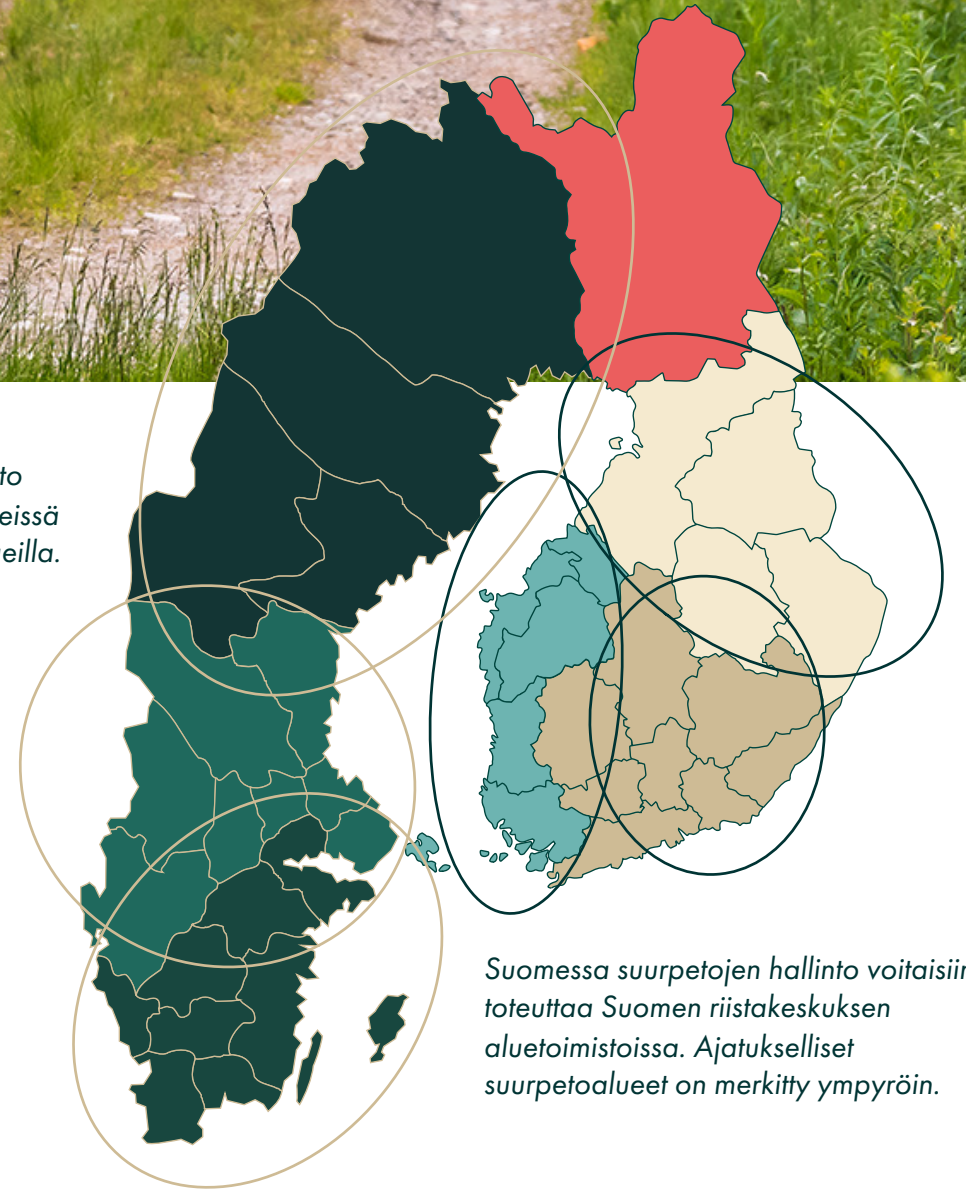 to
eissä
eilla.
Suomessa suurpetojen hallinto voitaisiin
toteuttaa Suomen riistakeskuksen
aluetoimistoissa. Ajatukselliset
suurpetoalueet on merkitty ympyröin.